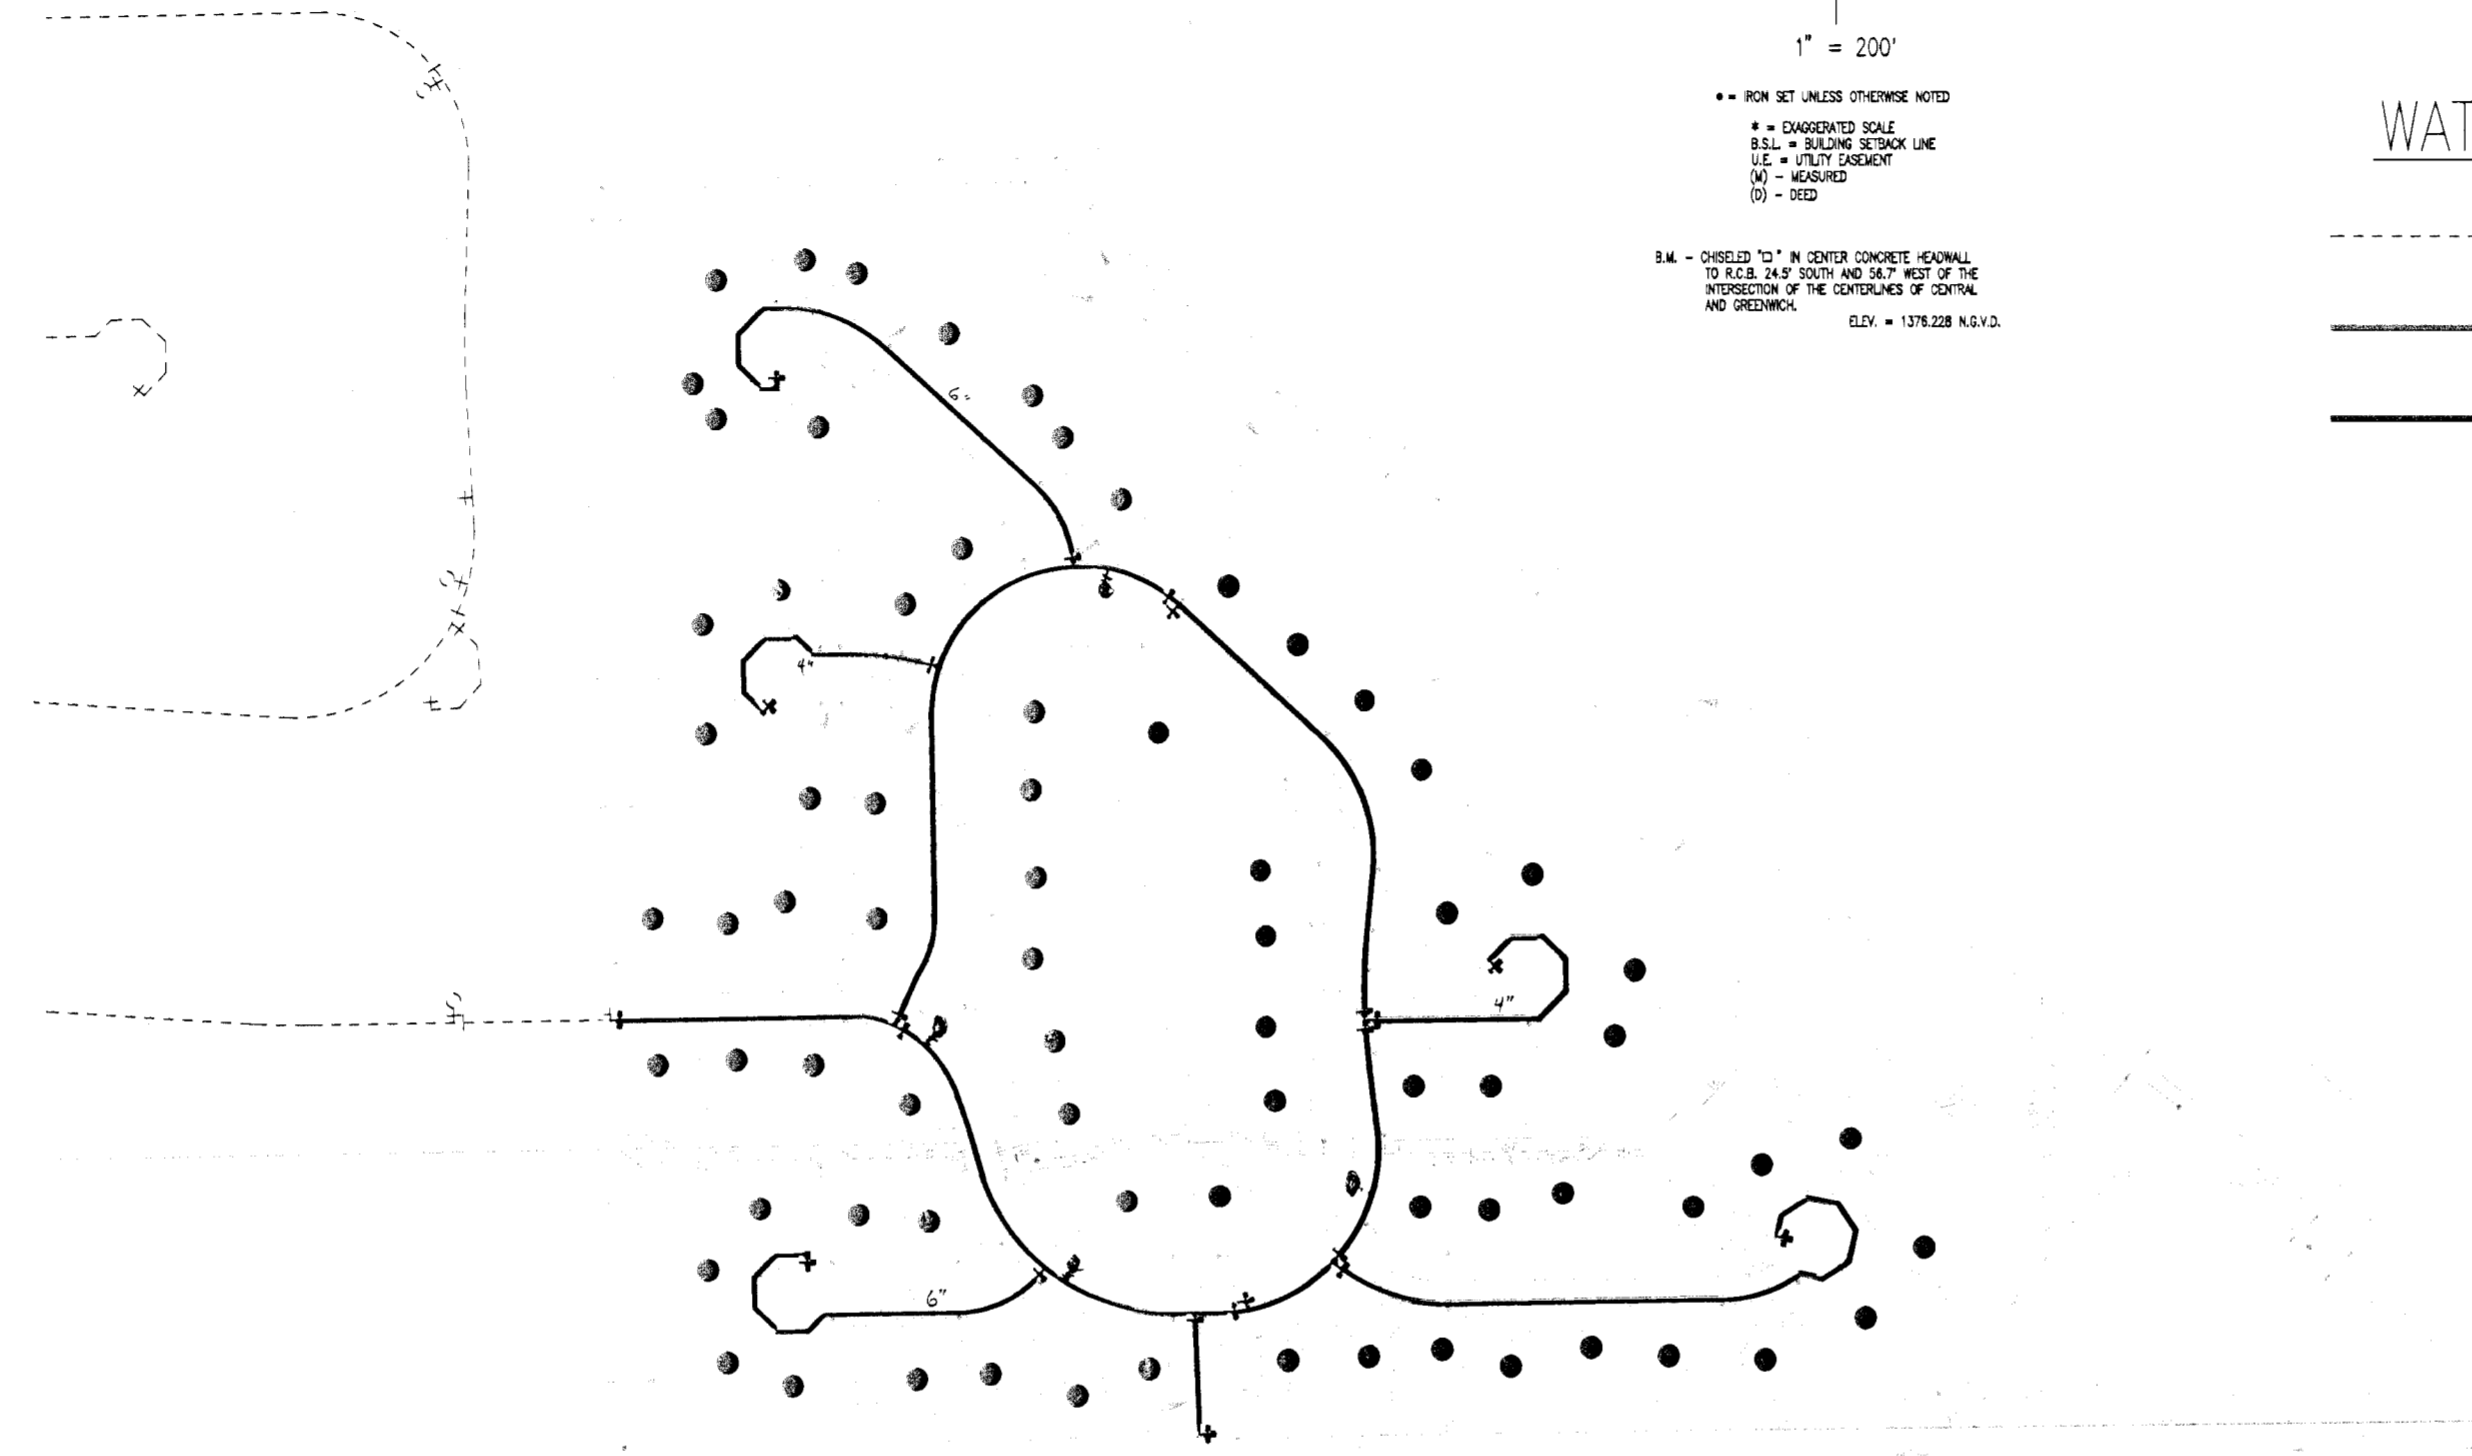 1" = 200'
● = IRON SET UNLESS OTHERWISE NOTED
* = EXAGGERATED SCALE
B.S.L. = BUILDING SETBACK LINE
U.E. = UTILITY EASEMENT
(M) - MEASURED
(D) - DEED
WAT
B.M. - CHISELED "□" IN CENTER CONCRETE HEADWALL
TO R.C.B. 24.5' SOUTH AND 56.7' WEST OF THE
INTERSECTION OF THE CENTERLINES OF CENTRAL
AND GREENWICH.
ELEV. = 1376.228 N.G.V.D.
6"
4"
4"
6"